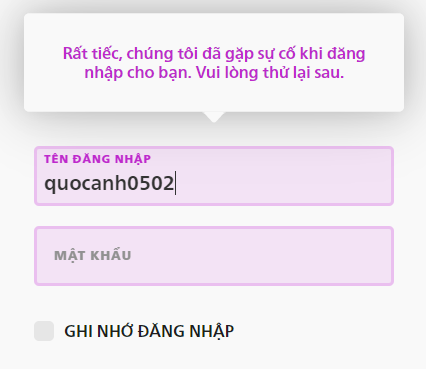 Rất tiếc, chúng tôi đã gặp sự cố khi đăng
nhập cho bạn. Vui lòng thử lại sau.
TÊN ĐĂNG NHẬP
quocanh0502
MẬT KHẨU
GHI NHỚ ĐĂNG NHẬP